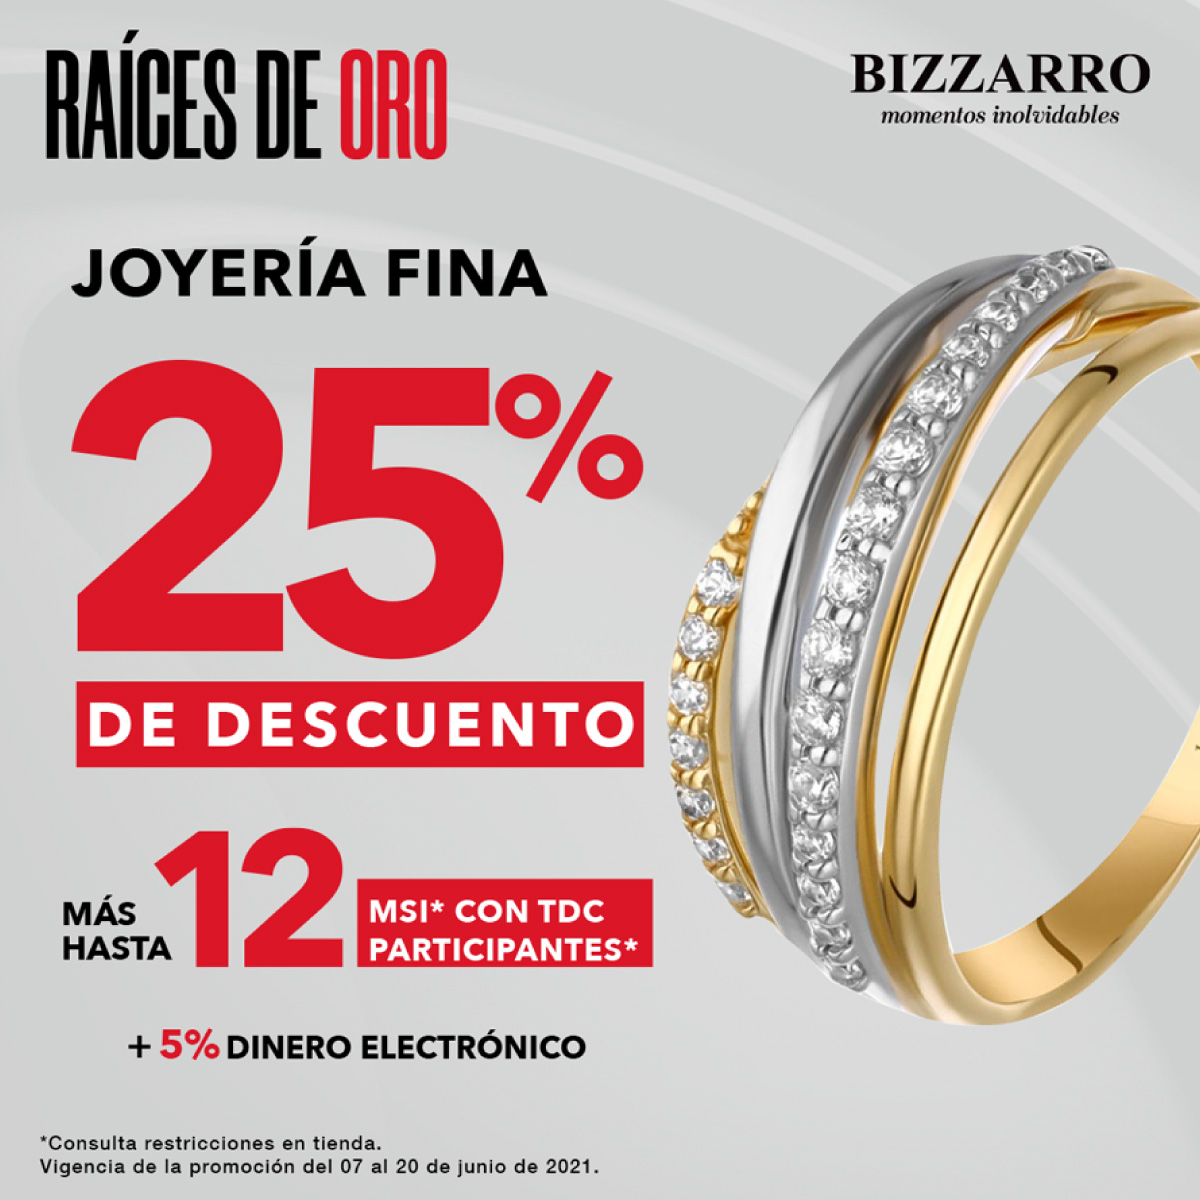 RAÍCES DE ORO
BIZZARRO
momentos inolvidables
JOYERÍA FINA
25%
DE DESCUENTO
MÁS
HASTA
12
MSI* CON TDC
PARTICIPANTES*
+ 5% DINERO ELECTRÓNICO
*Consulta restricciones en tienda.
Vigencia de la promoción del 07 al 20 de junio de 2021.